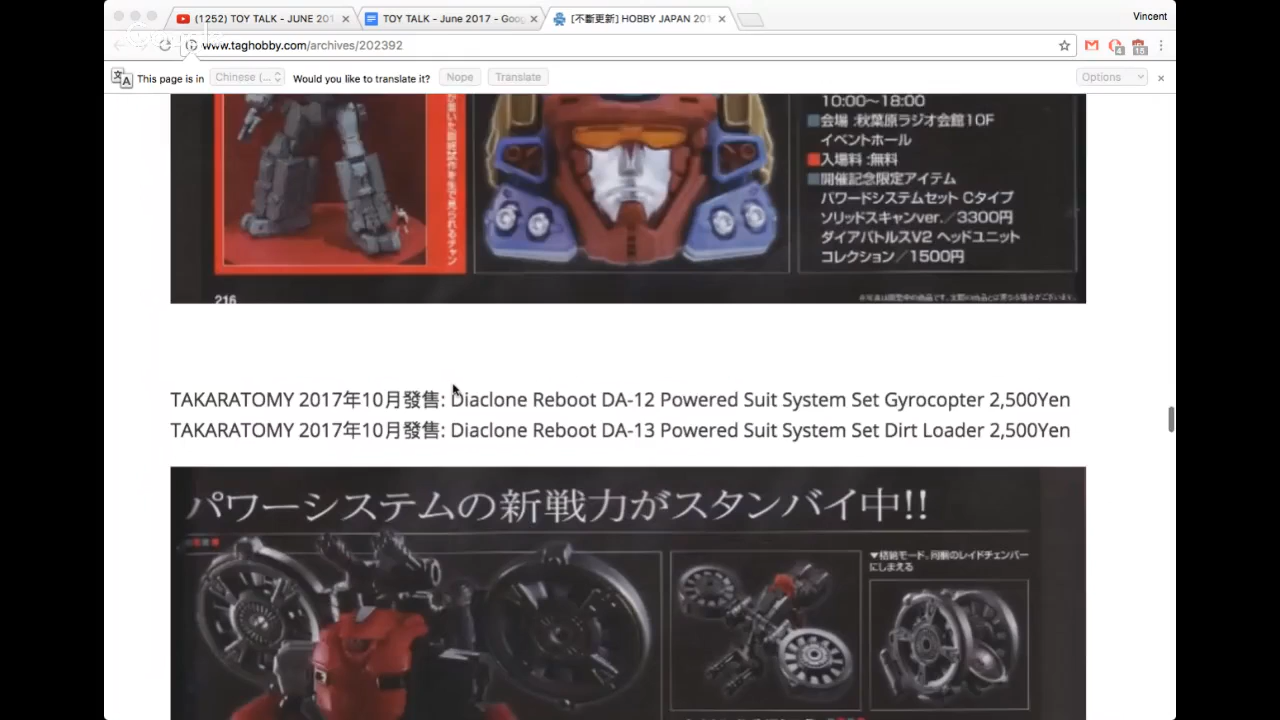 (1252) TOY TALK - JUNE 201
TOY TALK - June 2017 - Goog
[不斷更新] HOBBY JAPAN 201
Vincent
www.taghobby.com/archives/202392
4
15
This page is in
Chinese (...
Would you like to translate it?
Nope
Translate
Options
10:00〜18:00
会場 :秋葉原ラジオ会館10F
イベントホール
入場料 :無料
開催記念限定アイテム
パワードシステムセット Cタイプ
ソリッドスキャンver.／3300円
ダイアバトルスV2 ヘッドユニット
コレクション／1500円
216
TAKARATOMY 2017年10月發售: Diaclone Reboot DA-12 Powered Suit System Set Gyrocopter 2,500Yen
TAKARATOMY 2017年10月發售: Diaclone Reboot DA-13 Powered Suit System Set Dirt Loader 2,500Yen
パワーシステムの新戦力がスタンバイ中!!
にしまえる